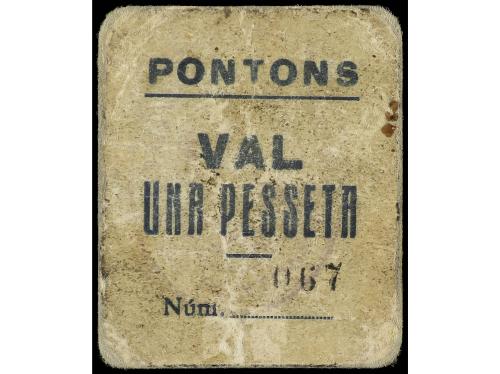 PONTONS
VAL
UNA PESSETA
067
Núm.